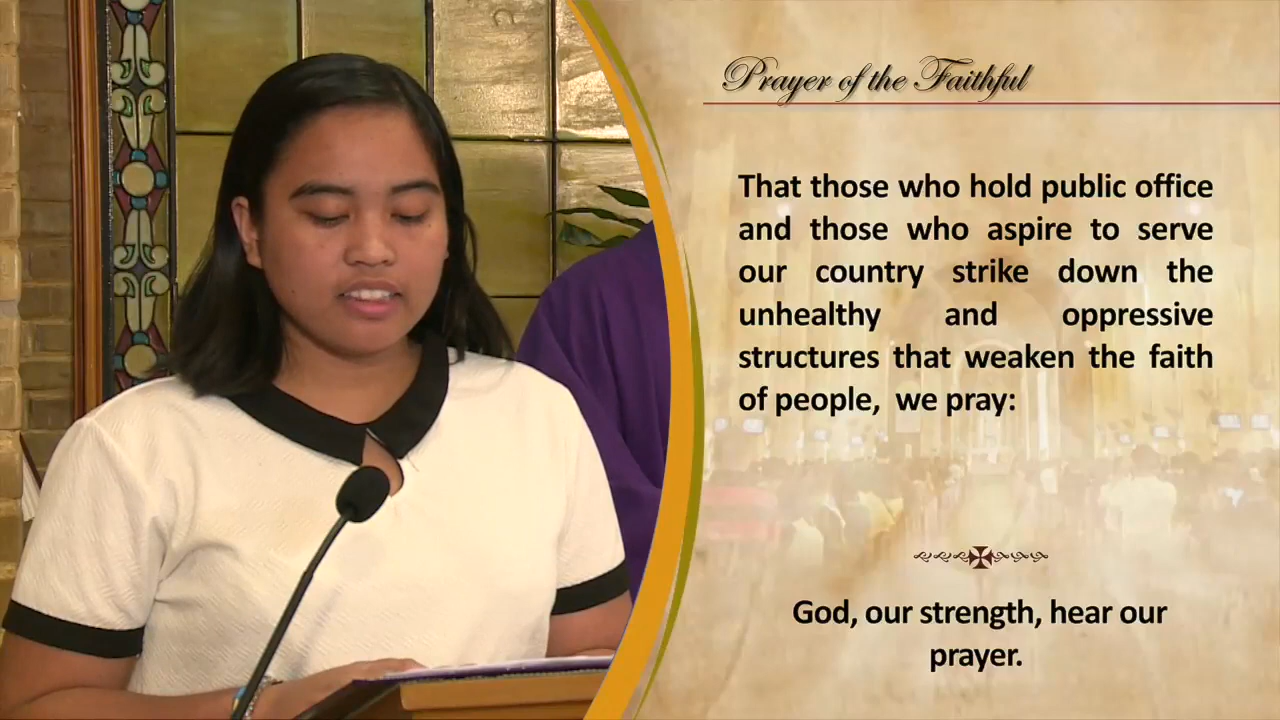 Prayer of the Faithful
That those who hold public office
and those who aspire to serve
our country strike down the
unhealthy and oppressive
structures that weaken the faith
of people, we pray:
God, our strength, hear our
prayer.